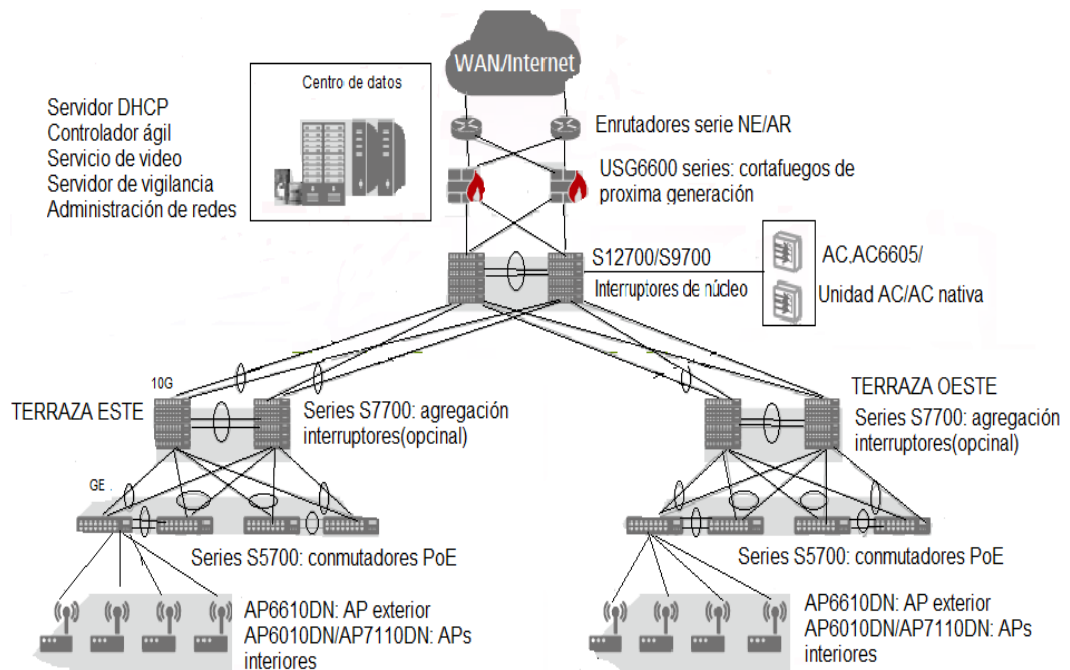 WAN/Internet
Centro de datos
Servidor DHCP
Controlador ágil
Servicio de video
Servidor de vigilancia
Administración de redes
Enrutadores serie NE/AR
USG6600 series: cortafuegos de
proxima generación
S12700/S9700
Interruptores de núcleo
AC.AC6605/
Unidad AC/AC nativa
10G
TERRAZA ESTE
Series S7700: agregación
interruptores(opcinal)
TERRAZA OESTE
Series S7700: agregación
interruptores(opcinal)
GE
Series S5700: conmutadores PoE
Series S5700: conmutadores PoE
AP6610DN: AP exterior
AP6010DN/AP7110DN: APs
interiores
AP6610DN: AP exterior
AP6010DN/AP7110DN: APs
interiores